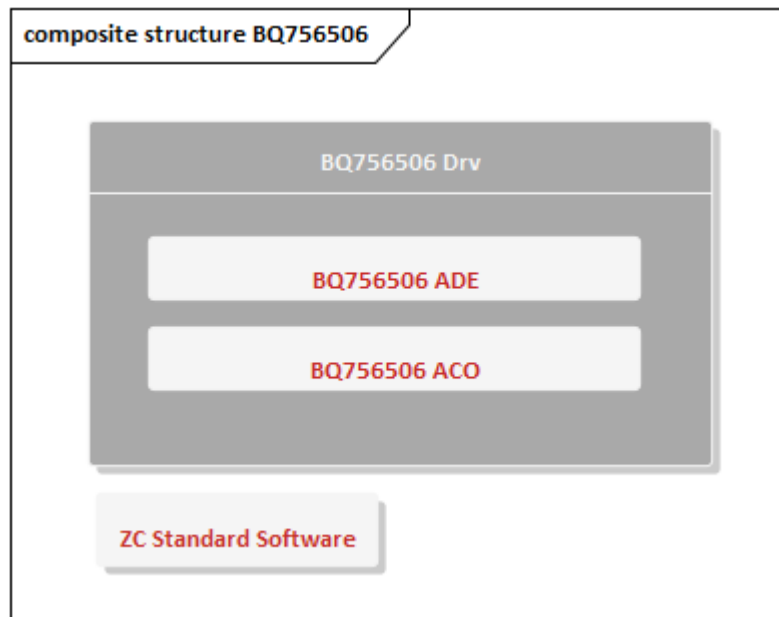 composite structure BQ756506
BQ756506 Drv
BQ756506 ADE
BQ756506 ACO
ZC Standard Software